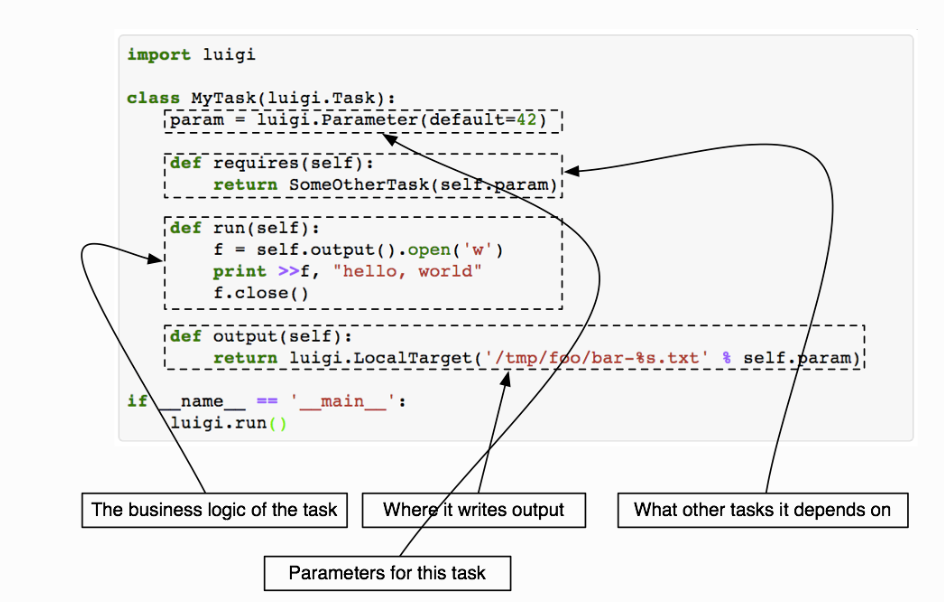 import luigi
class MyTask(luigi.Task):
param = luigi.Parameter(default=42)
def requires(self):
return SomeOtherTask(self.param)
def run(self):
f = self.output().open('w')
print >>f, "hello, world"
f.close()
def output(self):
return luigi.LocalTarget('/tmp/foo/bar-%s.txt' % self.param)
if __name__ == '__main__':
luigi.run()
The business logic of the task
Where it writes output
What other tasks it depends on
Parameters for this task